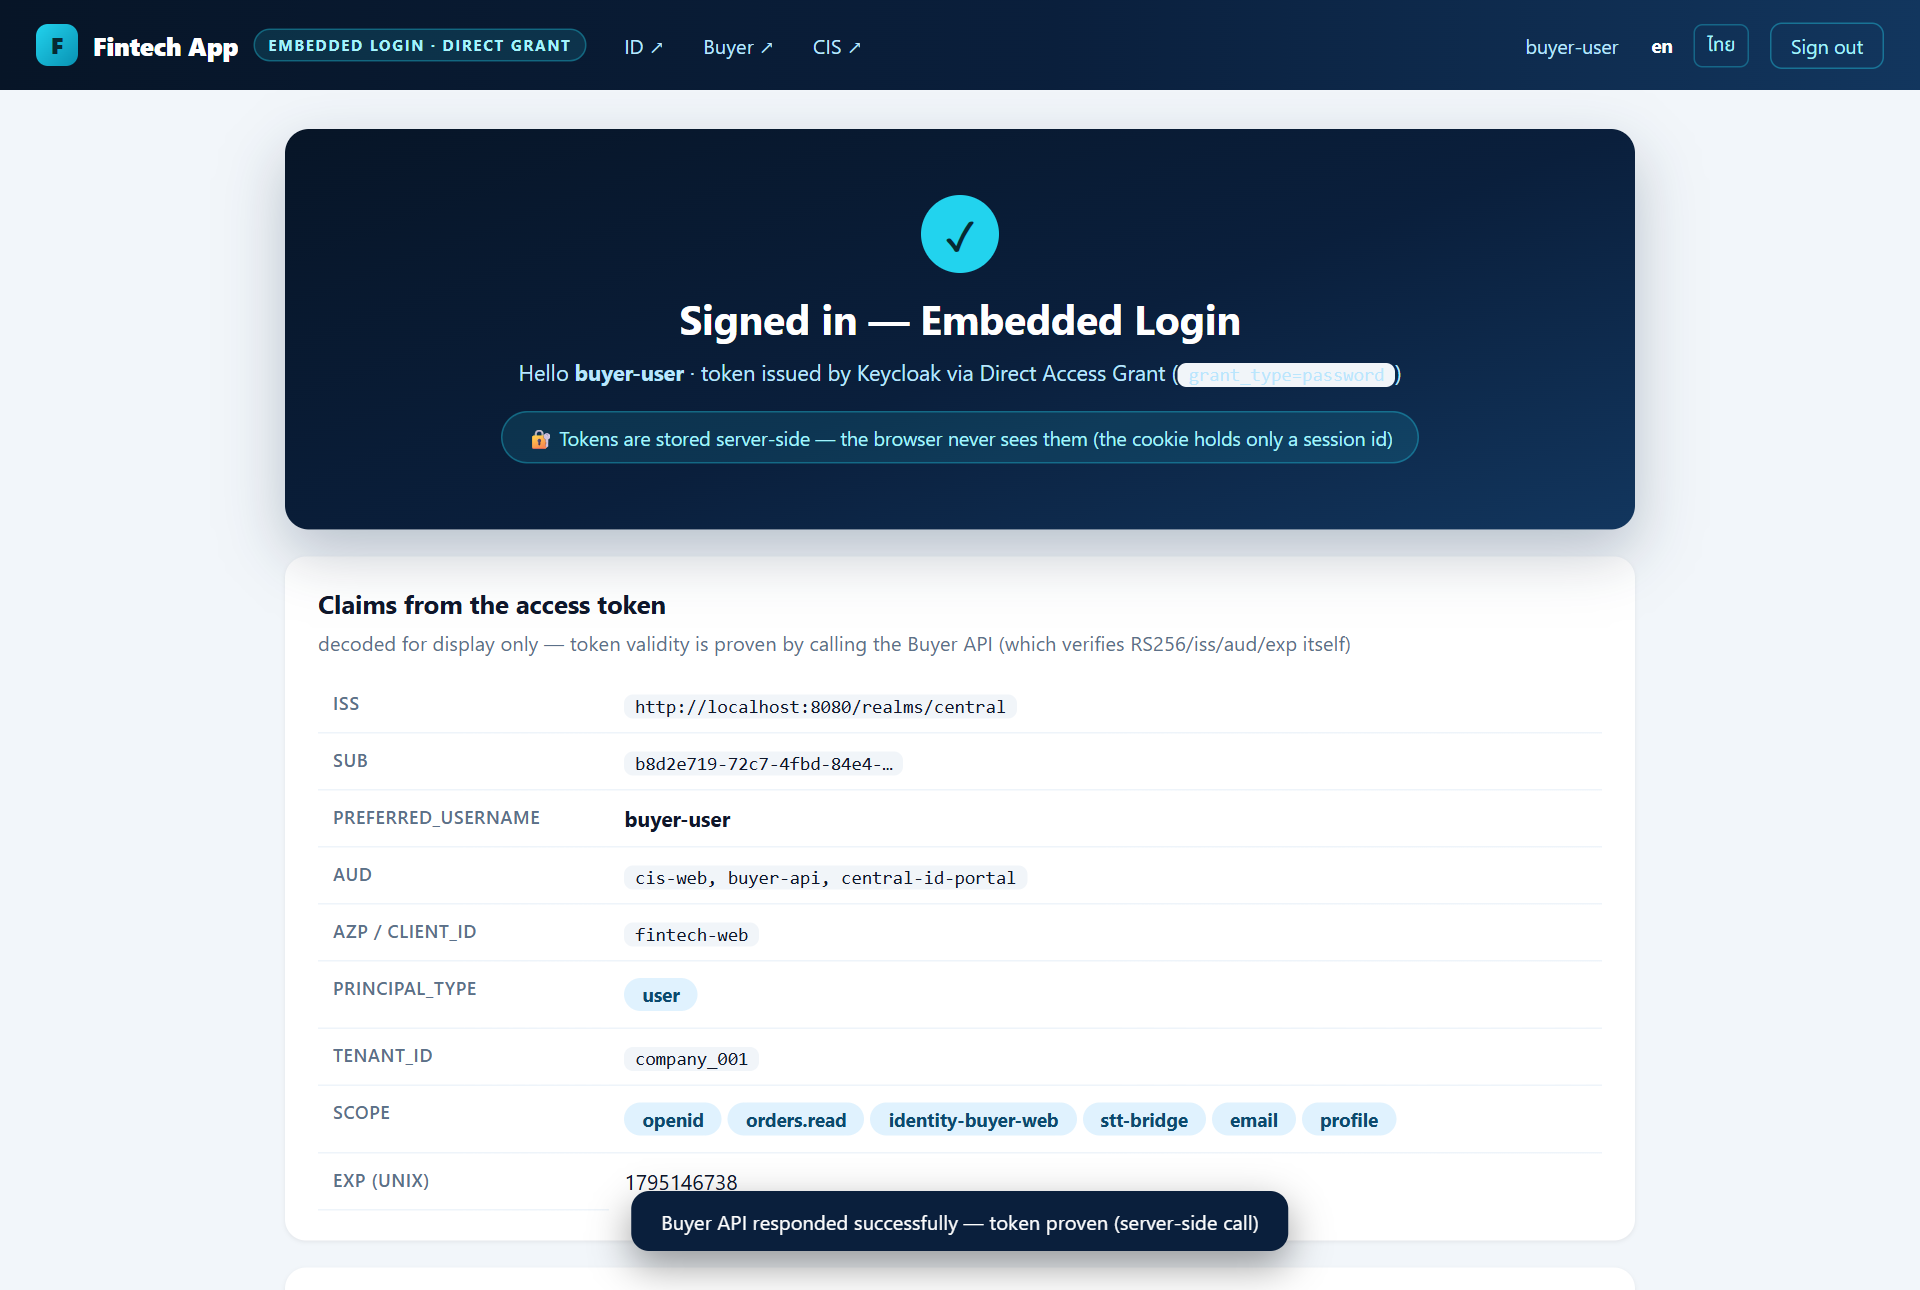 F Fintech App EMBEDDED LOGIN · DIRECT GRANT ID ↗ Buyer ↗ CIS ↗ buyer-user en ไทย Sign out
✓
Signed in — Embedded Login
Hello buyer-user · token issued by Keycloak via Direct Access Grant (grant_type=password)
🔐 Tokens are stored server-side — the browser never sees them (the cookie holds only a session id)
Claims from the access token
decoded for display only — token validity is proven by calling the Buyer API (which verifies RS256/iss/aud/exp itself)
ISS http://localhost:8080/realms/central
SUB b8d2e719-72c7-4fbd-84e4-…
PREFERRED_USERNAME buyer-user
AUD cis-web, buyer-api, central-id-portal
AZP / CLIENT_ID fintech-web
PRINCIPAL_TYPE user
TENANT_ID company_001
SCOPE openid orders.read identity-buyer-web stt-bridge email profile
EXP (UNIX) 1795146738
Buyer API responded successfully — token proven (server-side call)